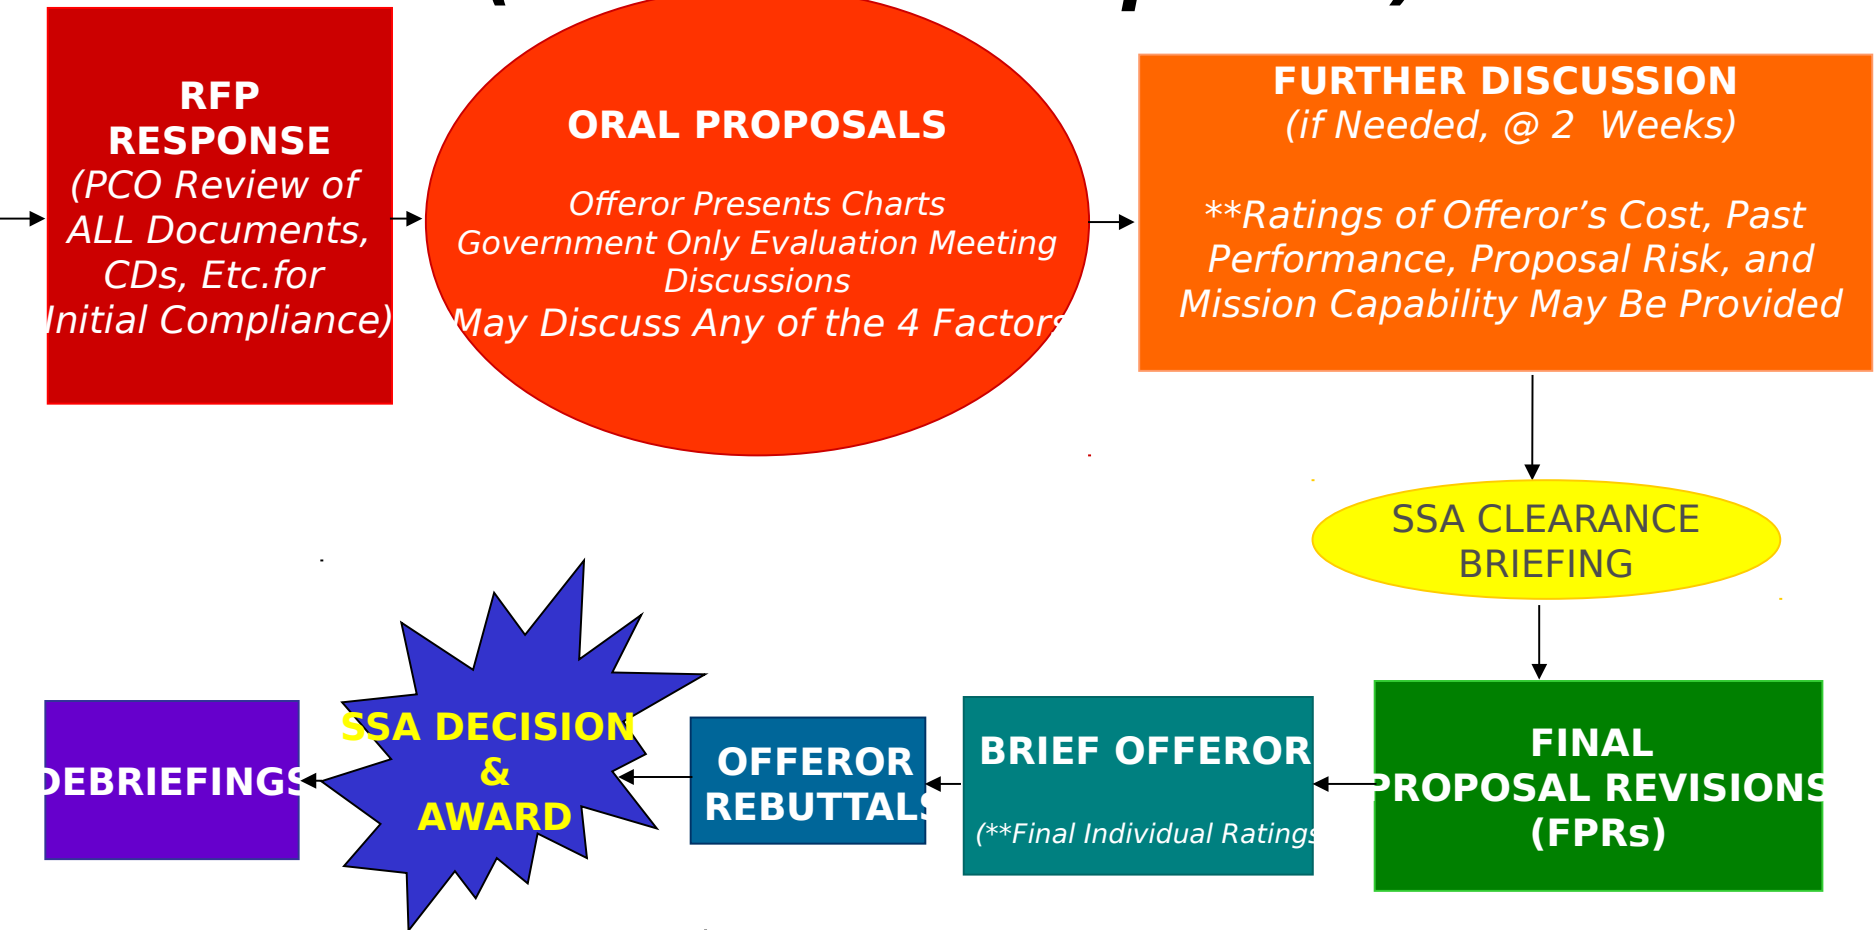 RFP
RESPONSE
(PCO Review of
ALL Documents,
CDs, Etc.for
Initial Compliance)
ORAL PROPOSALS
Offeror Presents Charts
Government Only Evaluation Meeting
Discussions
May Discuss Any of the 4 Factors
FURTHER DISCUSSION
(if Needed, @ 2  Weeks)
**Ratings of Offeror’s Cost, Past
Performance, Proposal Risk, and
Mission Capability May Be Provided
SSA CLEARANCE
BRIEFING
FINAL
PROPOSAL REVISIONS
(FPRs)
BRIEF OFFEROR
(**Final Individual Ratings
OFFEROR
REBUTTALS
SSA DECISION
&
AWARD
DEBRIEFINGS